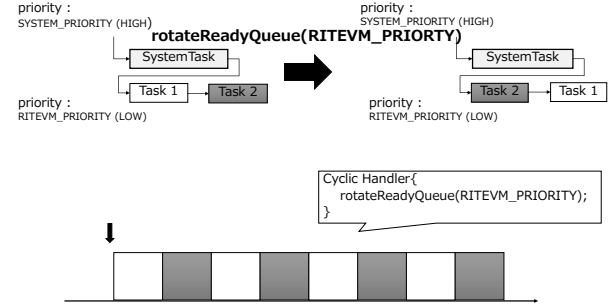 priority :
SYSTEM_PRIORITY (HIGH)
rotateReadyQueue(RITEVM_PRIORTY)
SystemTask
Task 1
Task 2
priority :
RITEVM_PRIORITY (LOW)
priority :
SYSTEM_PRIORITY (HIGH)
SystemTask
Task 2
Task 1
priority :
RITEVM_PRIORITY (LOW)
Cyclic Handler{
rotateReadyQueue(RITEVM_PRIORITY);
}